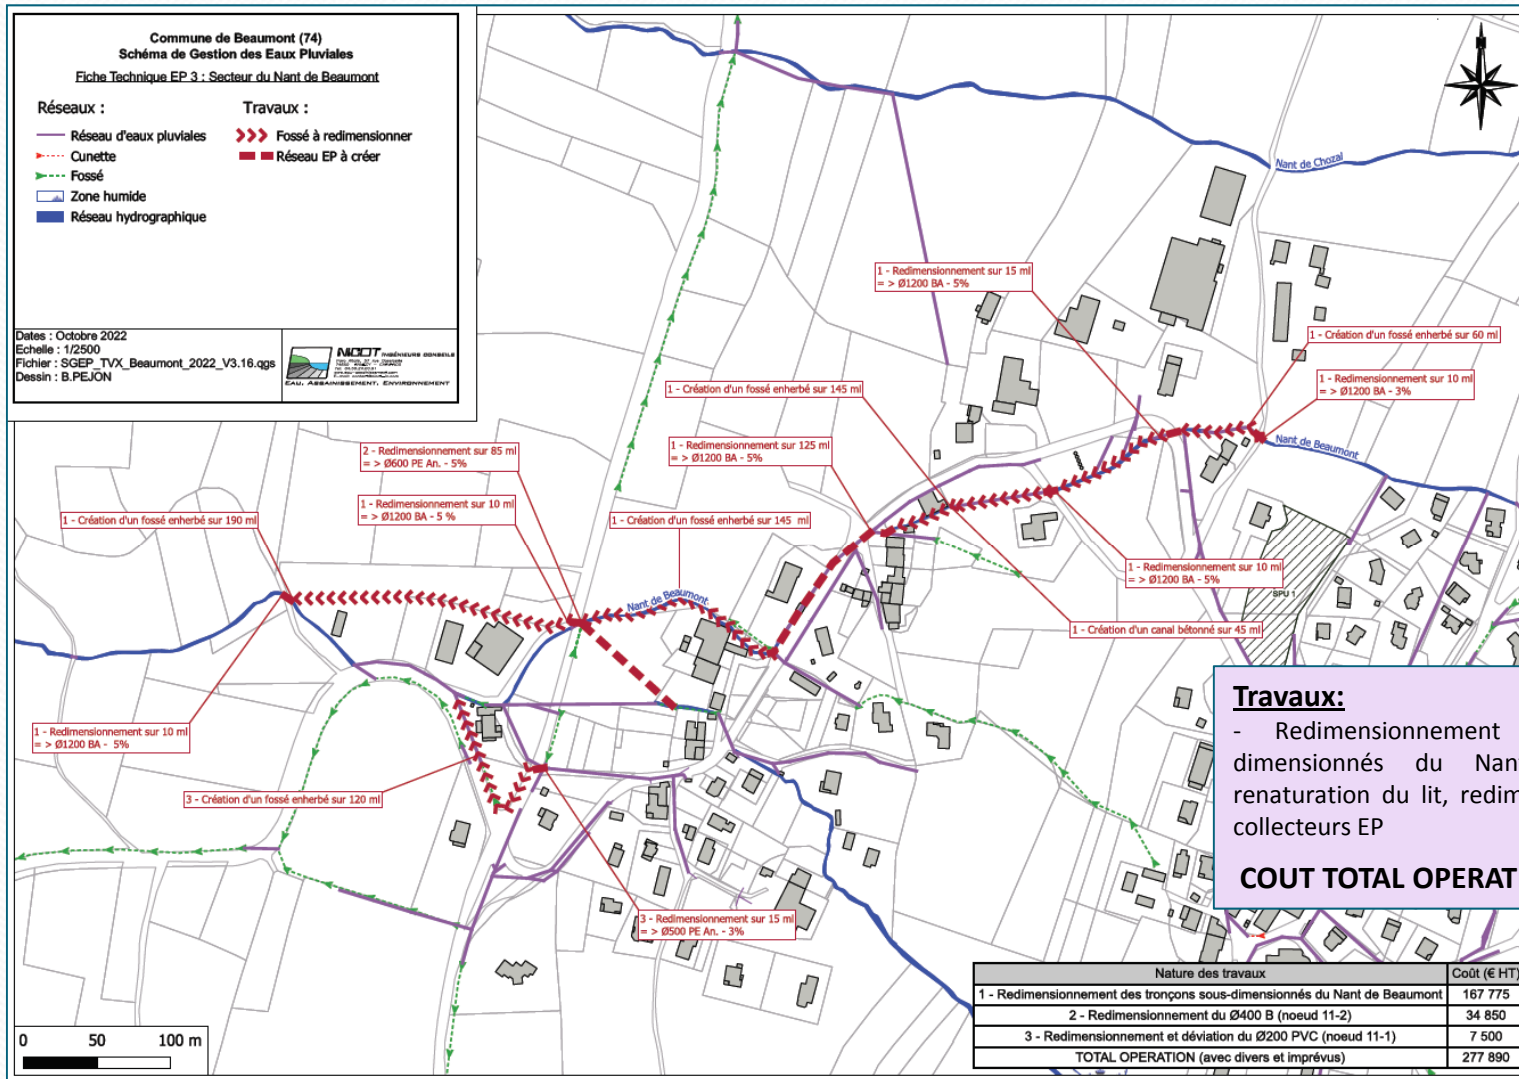 Commune de Beaumont (74)
Schéma de Gestion des Eaux Pluviales
Fiche Technique EP 3 : Secteur du Nant de Beaumont
Réseaux :
Réseau d'eaux pluviales
Cunette
Fossé
Zone humide
Réseau hydrographique
Travaux :
Fossé à redimensionner
Réseau EP à créer
Dates : Octobre 2022
Echelle : 1/2500
Fichier : SGEP_TVX_Beaumont_2022_V3.16.qgs
Dessin : B.PEJON
NICOT INGÉNIEURS CONSEILS
EAU, ASSAINISSEMENT, ENVIRONNEMENT
Nant de Chozal
1 - Redimensionnement sur 15 ml
= > Ø1200 BA - 5%
1 - Création d'un fossé enherbé sur 60 ml
1 - Redimensionnement sur 10 ml
= > Ø1200 BA - 3%
1 - Création d'un fossé enherbé sur 145 ml
Nant de Beaumont
1 - Redimensionnement sur 125 ml
= > Ø1200 BA - 5%
2 - Redimensionnement sur 85 ml
= > Ø600 PE An. - 5%
1 - Redimensionnement sur 10 ml
= > Ø1200 BA - 5 %
1 - Création d'un fossé enherbé sur 190 ml
1 - Création d'un fossé enherbé sur 145 ml
1 - Redimensionnement sur 10 ml
= > Ø1200 BA - 5%
SPU 1
Nant de Beaumont
1 - Création d'un canal bétonné sur 45 ml
1 - Redimensionnement sur 10 ml
= > Ø1200 BA - 5%
3 - Création d'un fossé enherbé sur 120 ml
3 - Redimensionnement sur 15 ml
= > Ø500 PE An. - 3%
Travaux:
- Redimensionnement
dimensionnés du Nan
renaturation du lit, redim
collecteurs EP
COUT TOTAL OPERAT
Nature des travaux Coût (€ HT)
1 - Redimensionnement des tronçons sous-dimensionnés du Nant de Beaumont 167 775
2 - Redimensionnement du Ø400 B (noeud 11-2) 34 850
3 - Redimensionnement et déviation du Ø200 PVC (noeud 11-1) 7 500
TOTAL OPERATION (avec divers et imprévus) 277 890
0 50 100 m